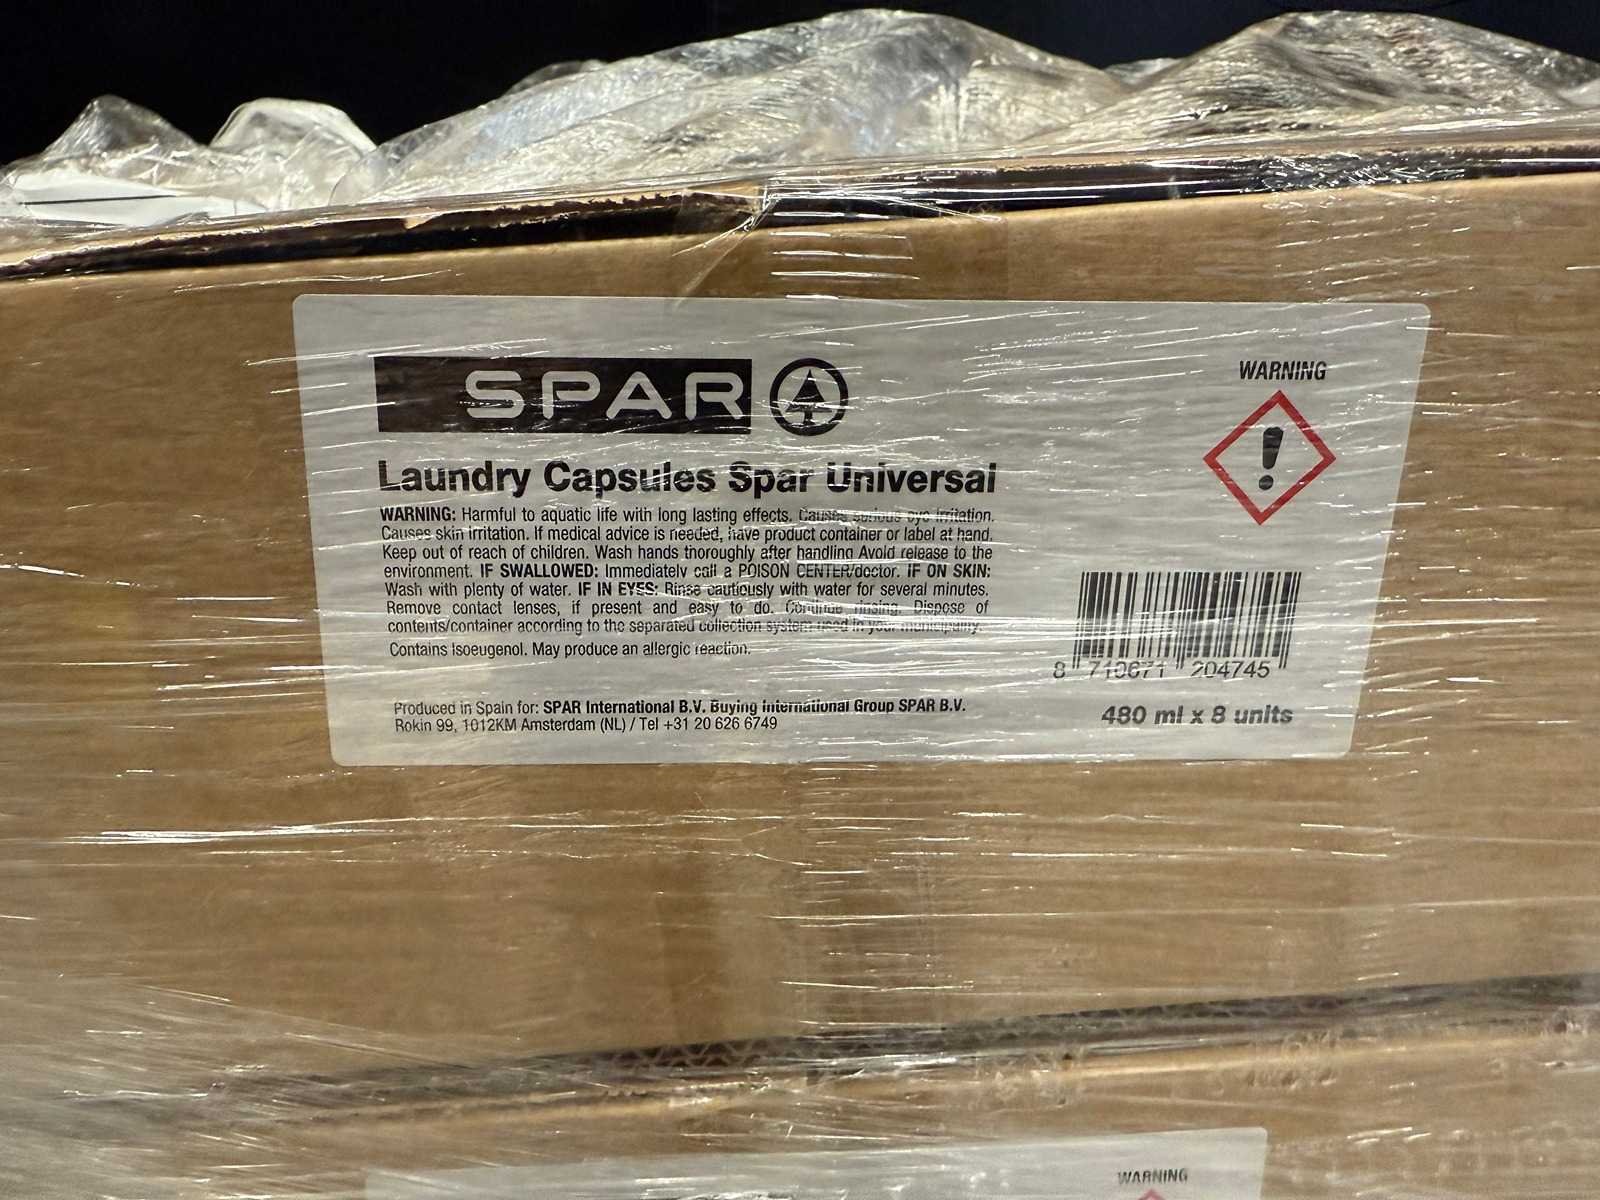 SPAR
Laundry Capsules Spar Universal
WARNING: Harmful to aquatic life with long lasting effects. Causes serious eye irritation.
Causes skin irritation. If medical advice is needed, have product container or label at hand.
Keep out of reach of children. Wash hands thoroughly after handling Avoid release to the
environment. IF SWALLOWED: Immediately call a POISON CENTER/doctor. IF ON SKIN:
Wash with plenty of water. IF IN EYES: Rinse cautiously with water for several minutes.
Remove contact lenses, if present and easy to do. Continue rinsing. Dispose of
contents/container according to the separated collection system used in your municipality.
Contains Isoeugenol. May produce an allergic reaction.
Produced in Spain for: SPAR International B.V. Buying International Group SPAR B.V.
Rokin 99, 1012KM Amsterdam (NL) / Tel +31 20 626 6749
WARNING
8 710671 204745
480 ml x 8 units
WARNING